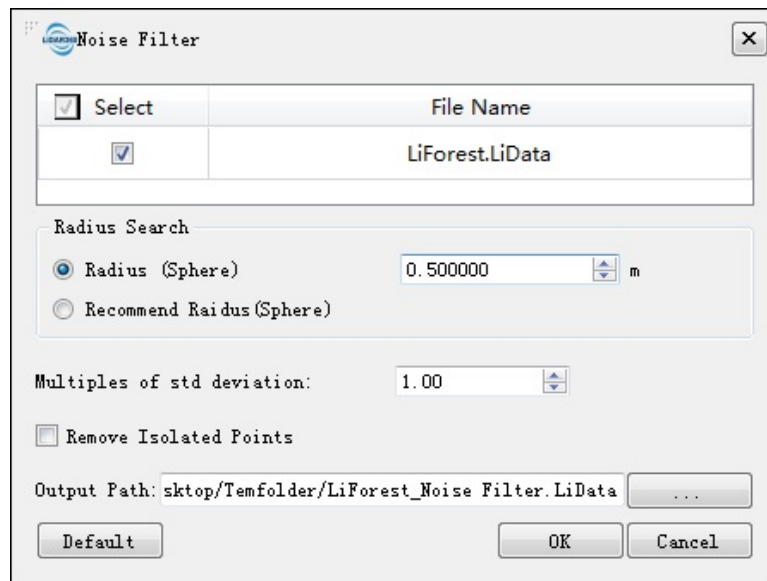 Noise Filter
Select File Name
LiForest.LiData
Radius Search
Radius (Sphere) 0.500000 m
Recommend Raidus(Sphere)
Multiples of std deviation: 1.00
Remove Isolated Points
Output Path: sktop/Temfolder/LiForest_Noise Filter.LiData ...
Default OK Cancel